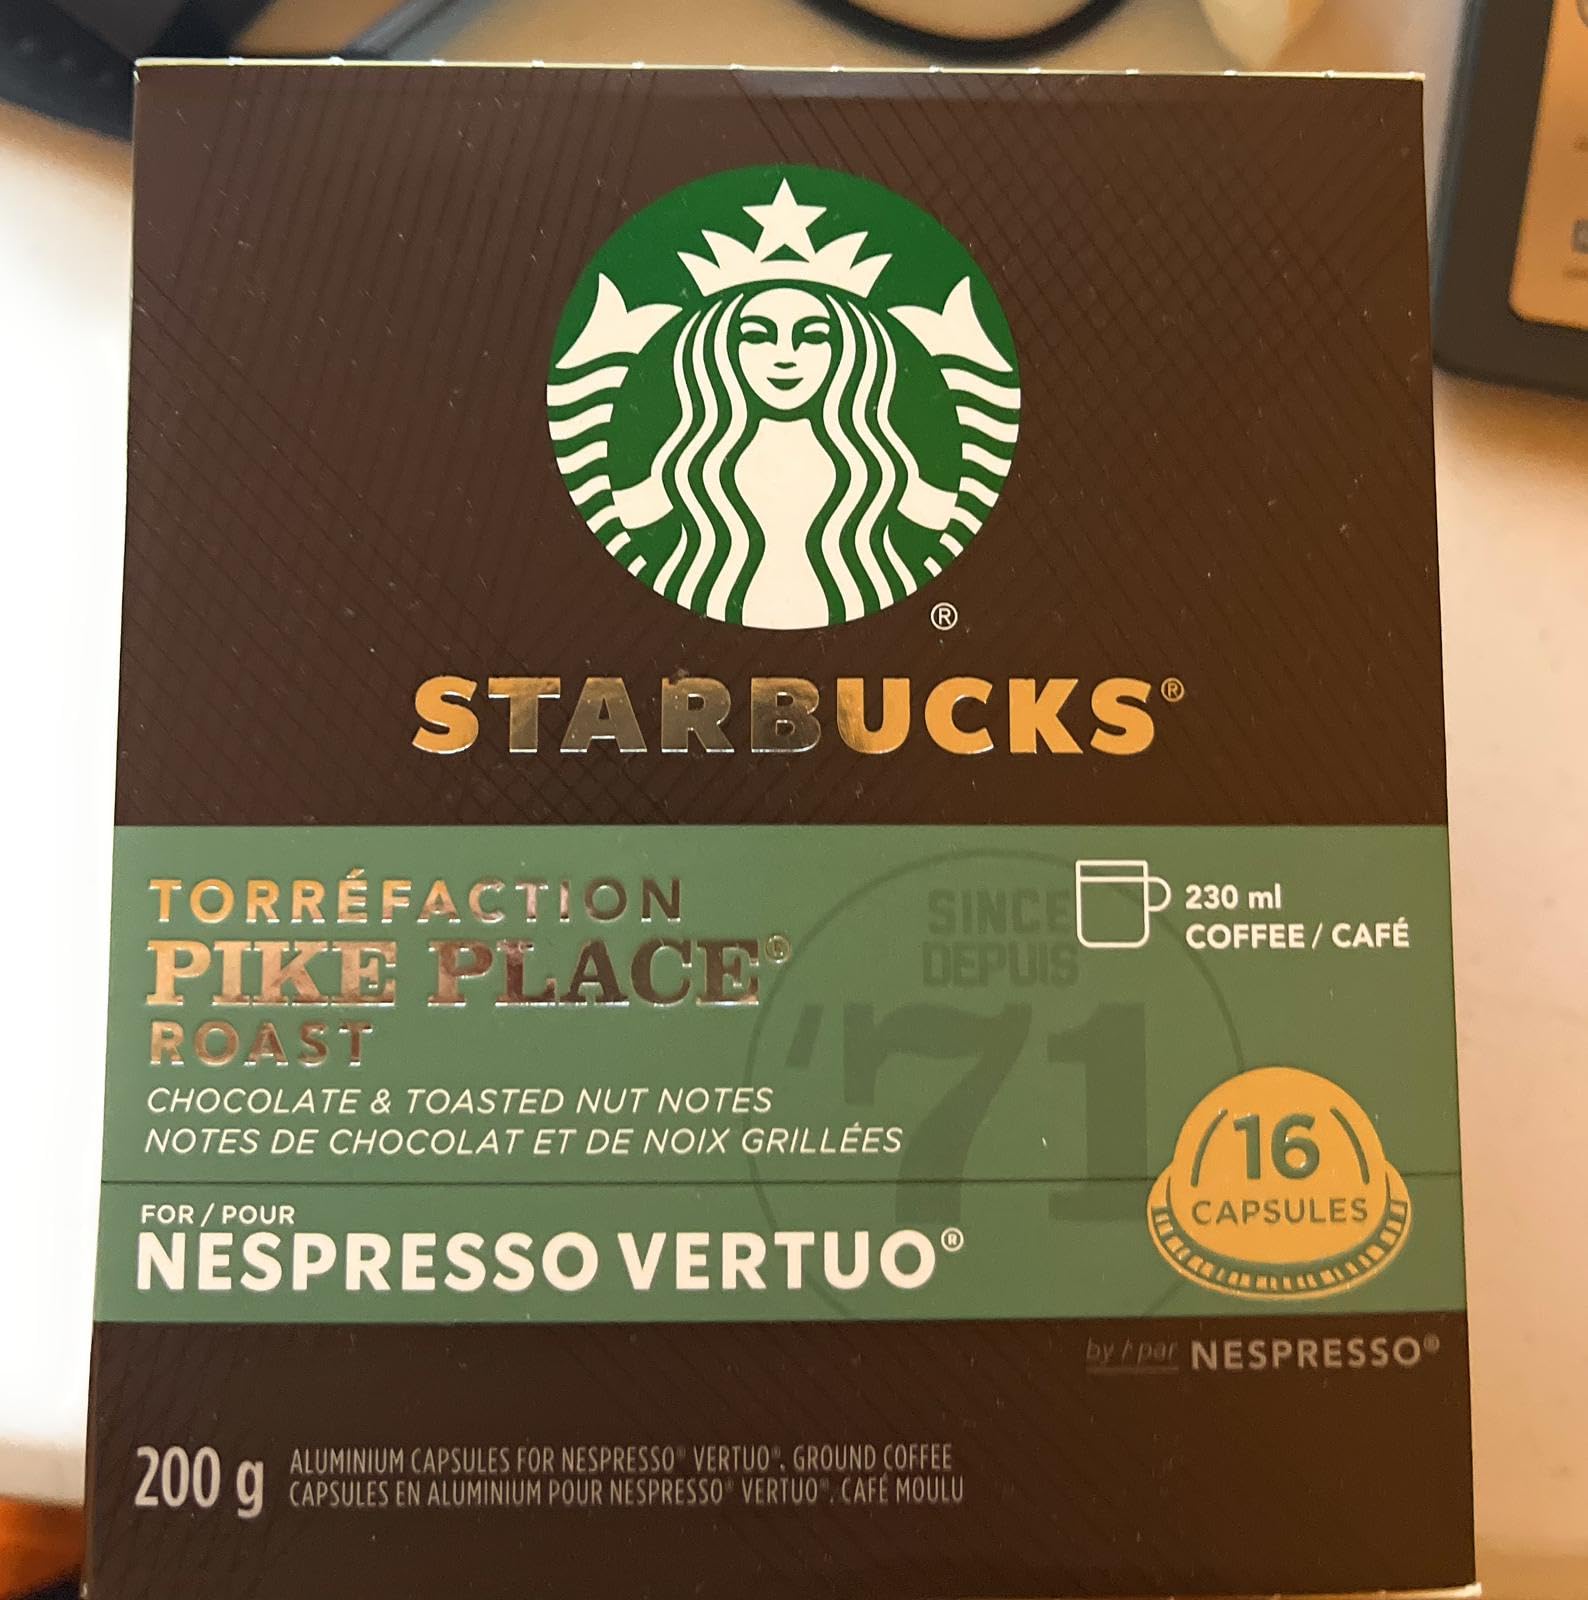 STARBUCKS®
TORRÉFACTION
PIKE PLACE®
ROAST
CHOCOLATE & TOASTED NUT NOTES
NOTES DE CHOCOLAT ET DE NOIX GRILLÉES
SINCE
DEPUIS
'71
230 ml
COFFEE / CAFÉ
16
CAPSULES
FOR / POUR
NESPRESSO VERTUO®
by / par NESPRESSO®
200 g
ALUMINIUM CAPSULES FOR NESPRESSO® VERTUO®. GROUND COFFEE
CAPSULES EN ALUMINIUM POUR NESPRESSO® VERTUO®. CAFÉ MOULU